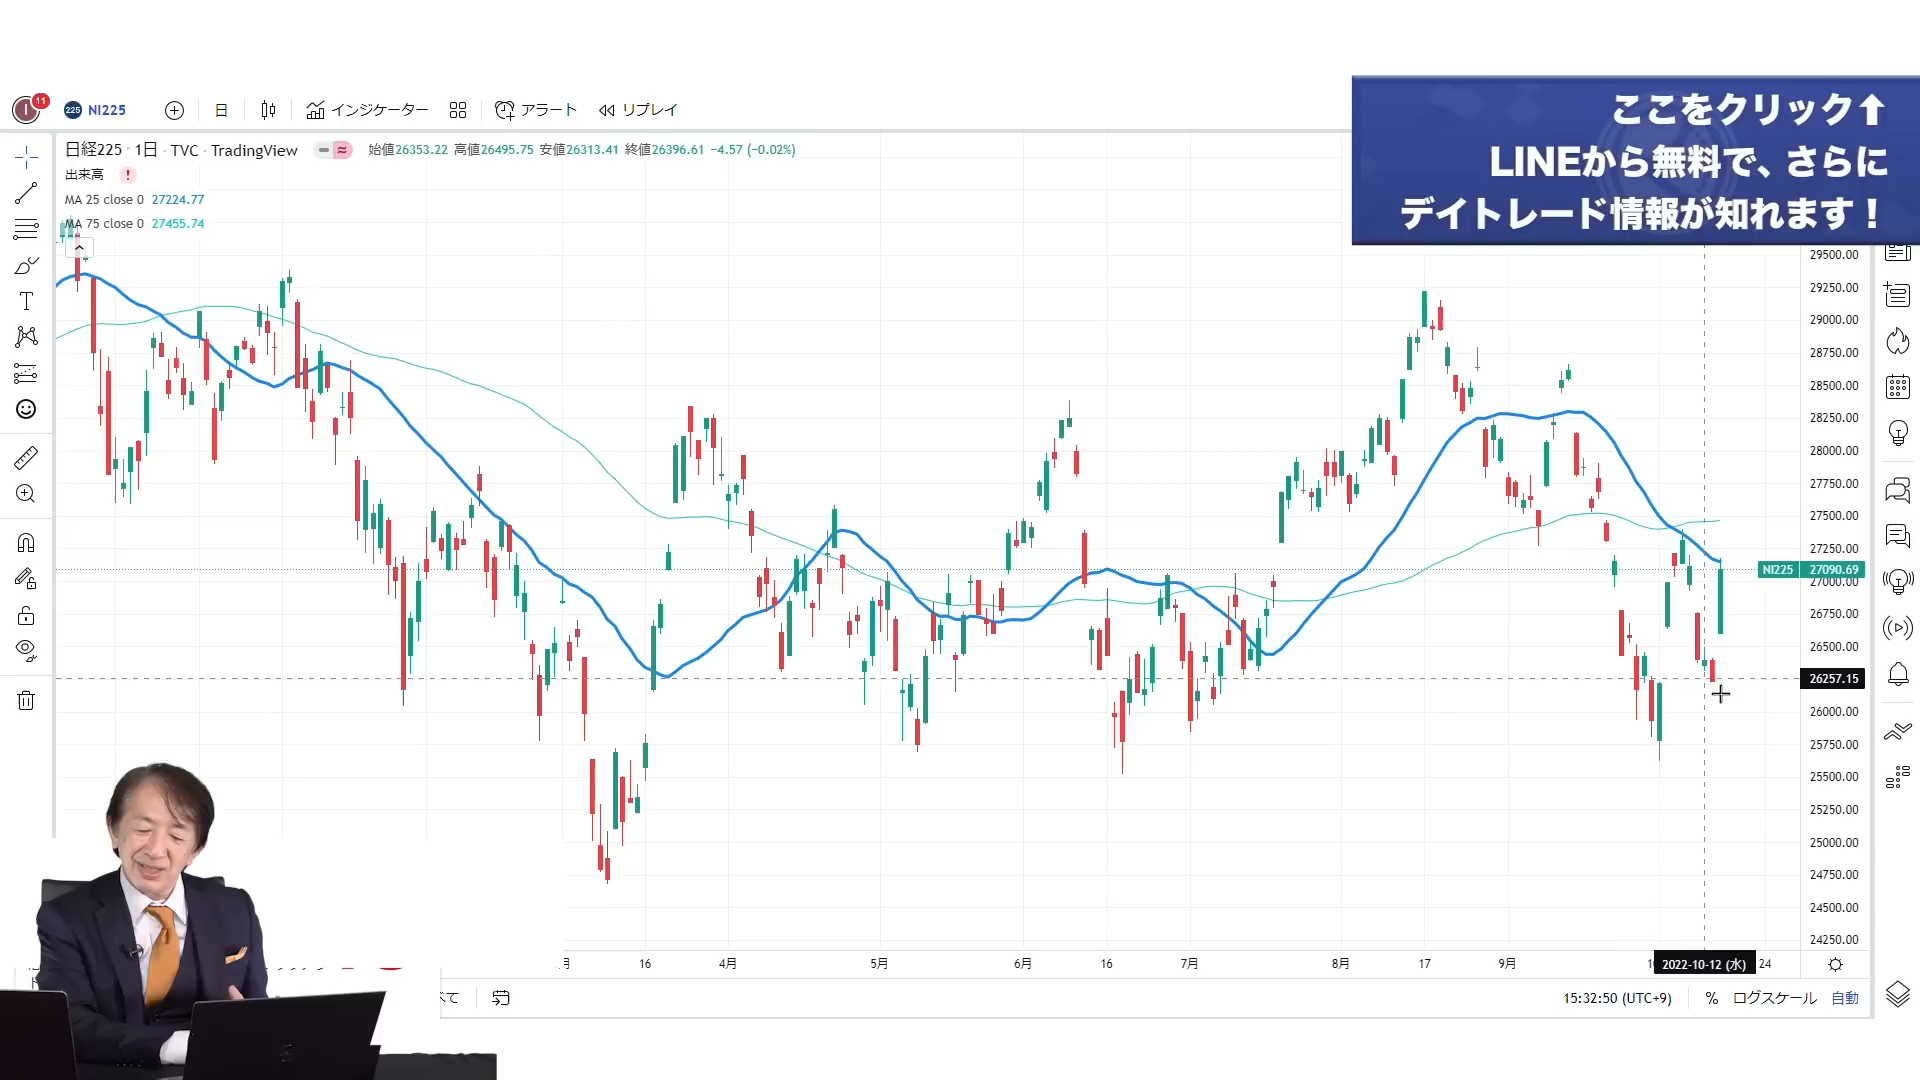 ここをクリック⬆
LINEから無料で、さらに
デイトレード情報が知れます！
I
11
225
NI225
日
インジケーター
アラート
リプレイ
日経225 · 1日 · TVC · TradingView
始値26353.22 高値26495.75 安値26313.41 終値26396.61 −4.57 (−0.02%)
出来高
!
MA 25 close 0 27224.77
MA 75 close 0 27455.74
29500.00
29250.00
29000.00
28750.00
28500.00
28250.00
28000.00
27750.00
27500.00
27250.00
NI225 27090.69
27000.00
26750.00
26500.00
26257.15
26000.00
25750.00
25500.00
25250.00
25000.00
24750.00
24500.00
24250.00
16
4月
5月
6月
16
7月
8月
17
9月
2022-10-12 (水)
24
15:32:50 (UTC+9)
%
ログスケール
自動